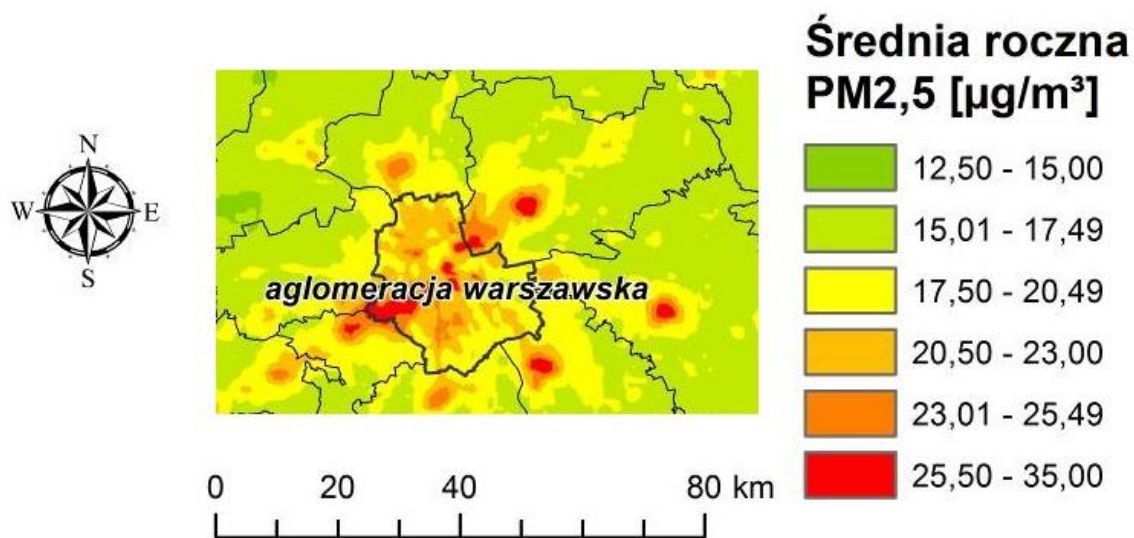 Średnia roczna
PM2,5 [µg/m³]
N
W E
S
12,50 - 15,00
15,01 - 17,49
17,50 - 20,49
20,50 - 23,00
23,01 - 25,49
25,50 - 35,00
aglomeracja warszawska
0 20 40 80 km